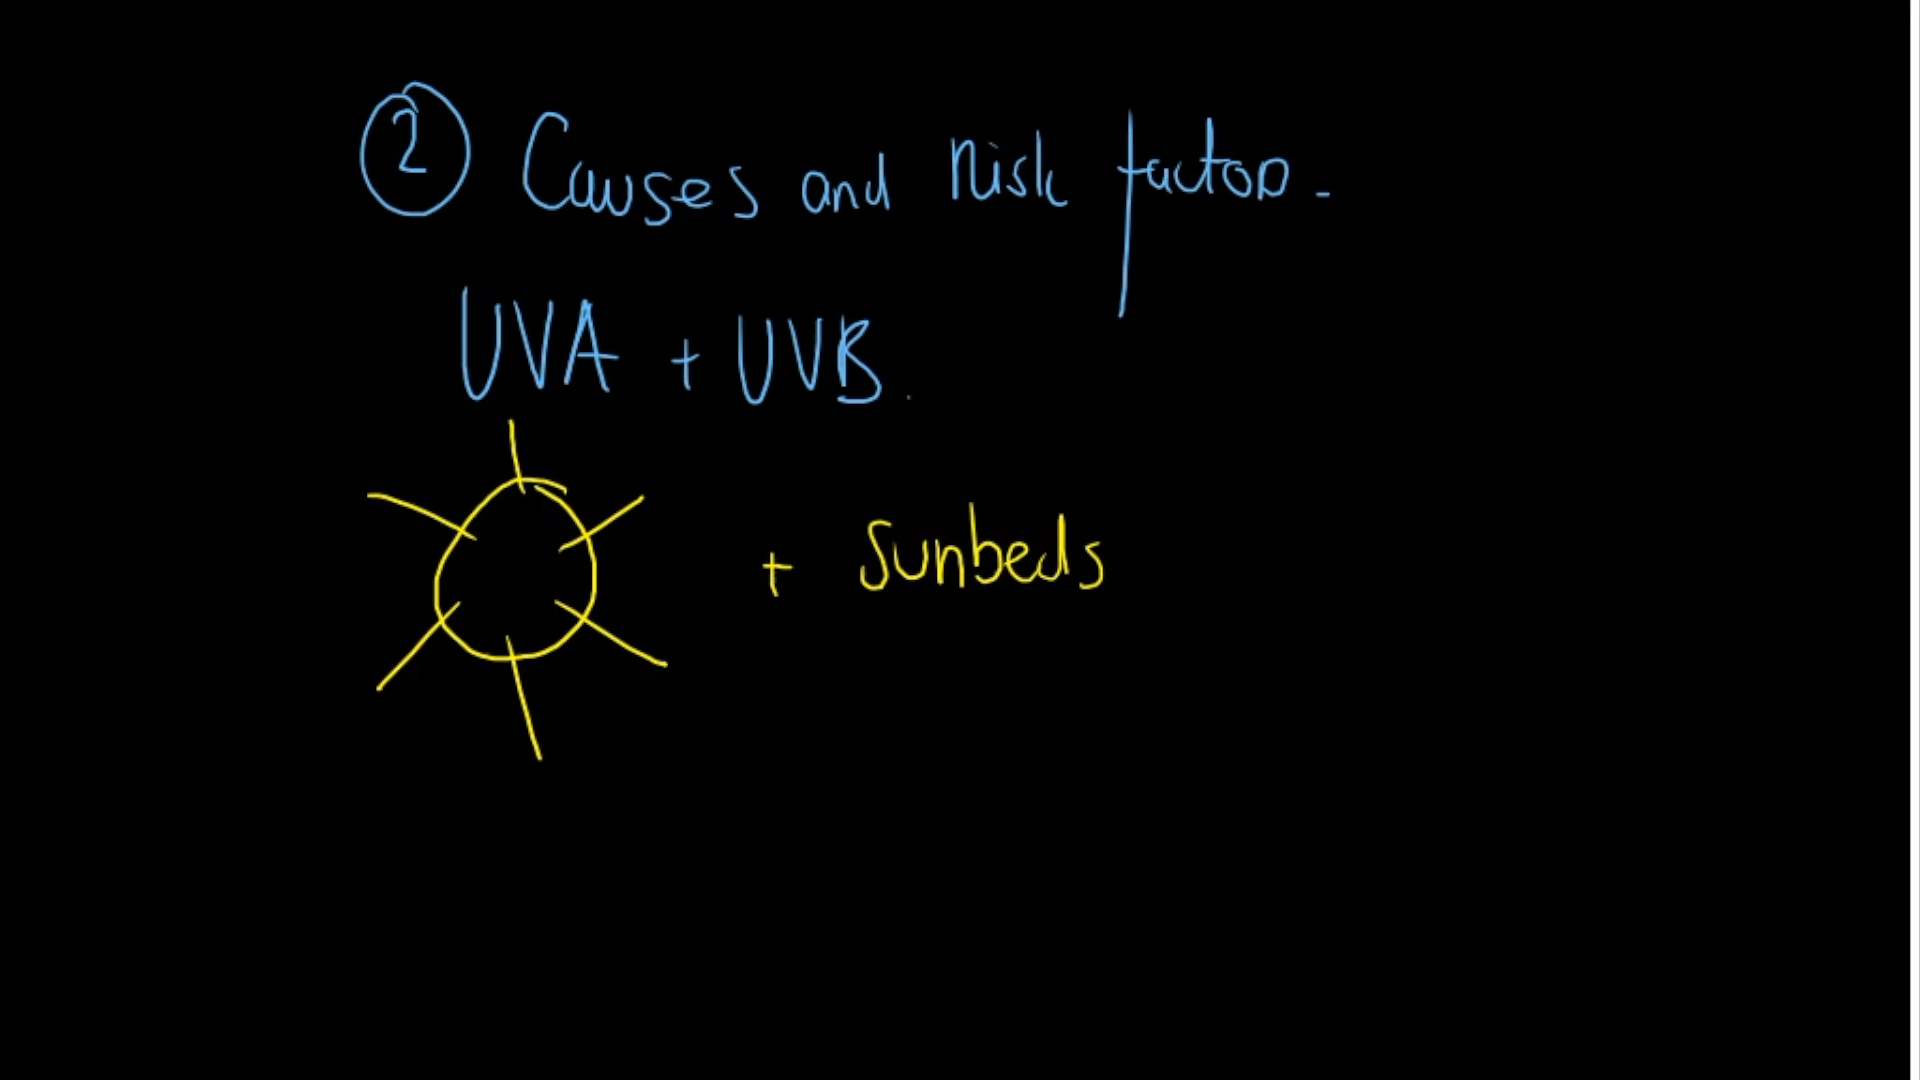 2 Causes and Risk factors.
UVA + UVB.
+ Sunbeds